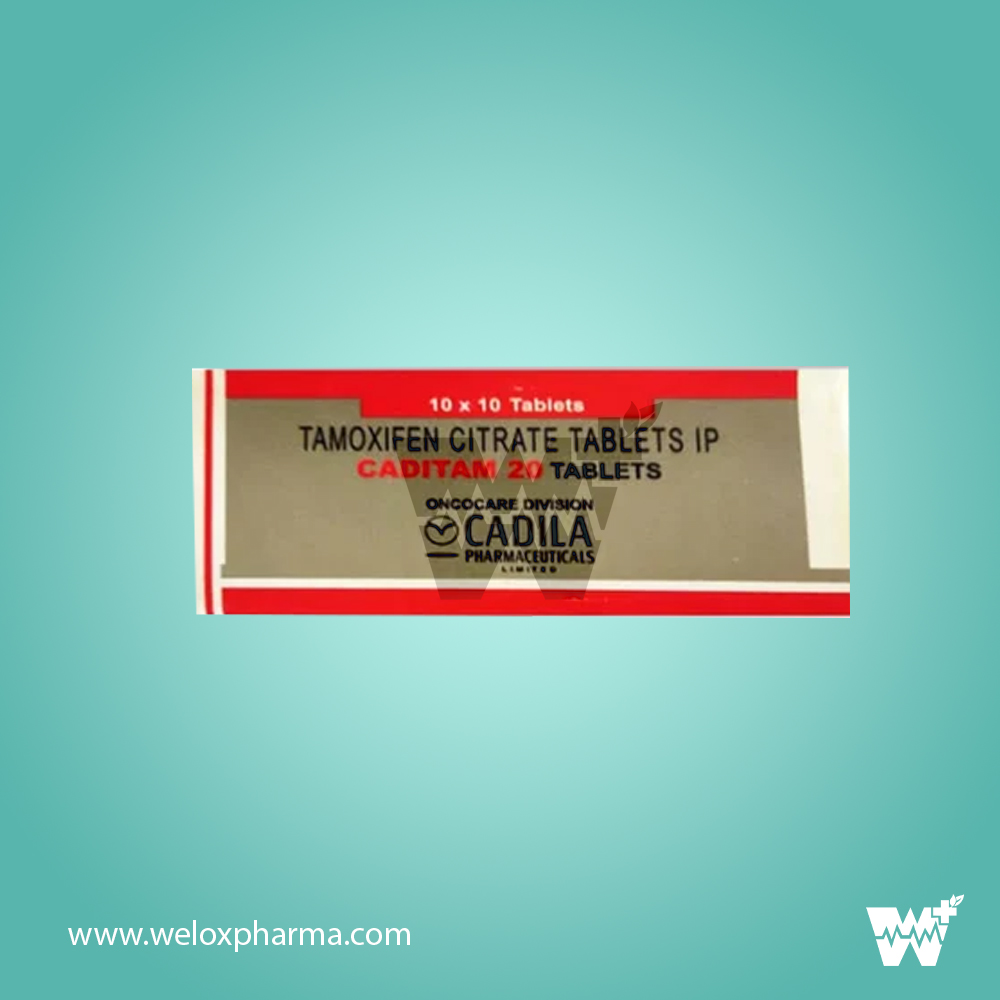 10 x 10 Tablets
TAMOXIFEN CITRATE TABLETS IP
CADITAM 20 TABLETS
ONCOCARE DIVISION
CADILA
PHARMACEUTICALS
LIMITED
www.weloxpharma.com
W